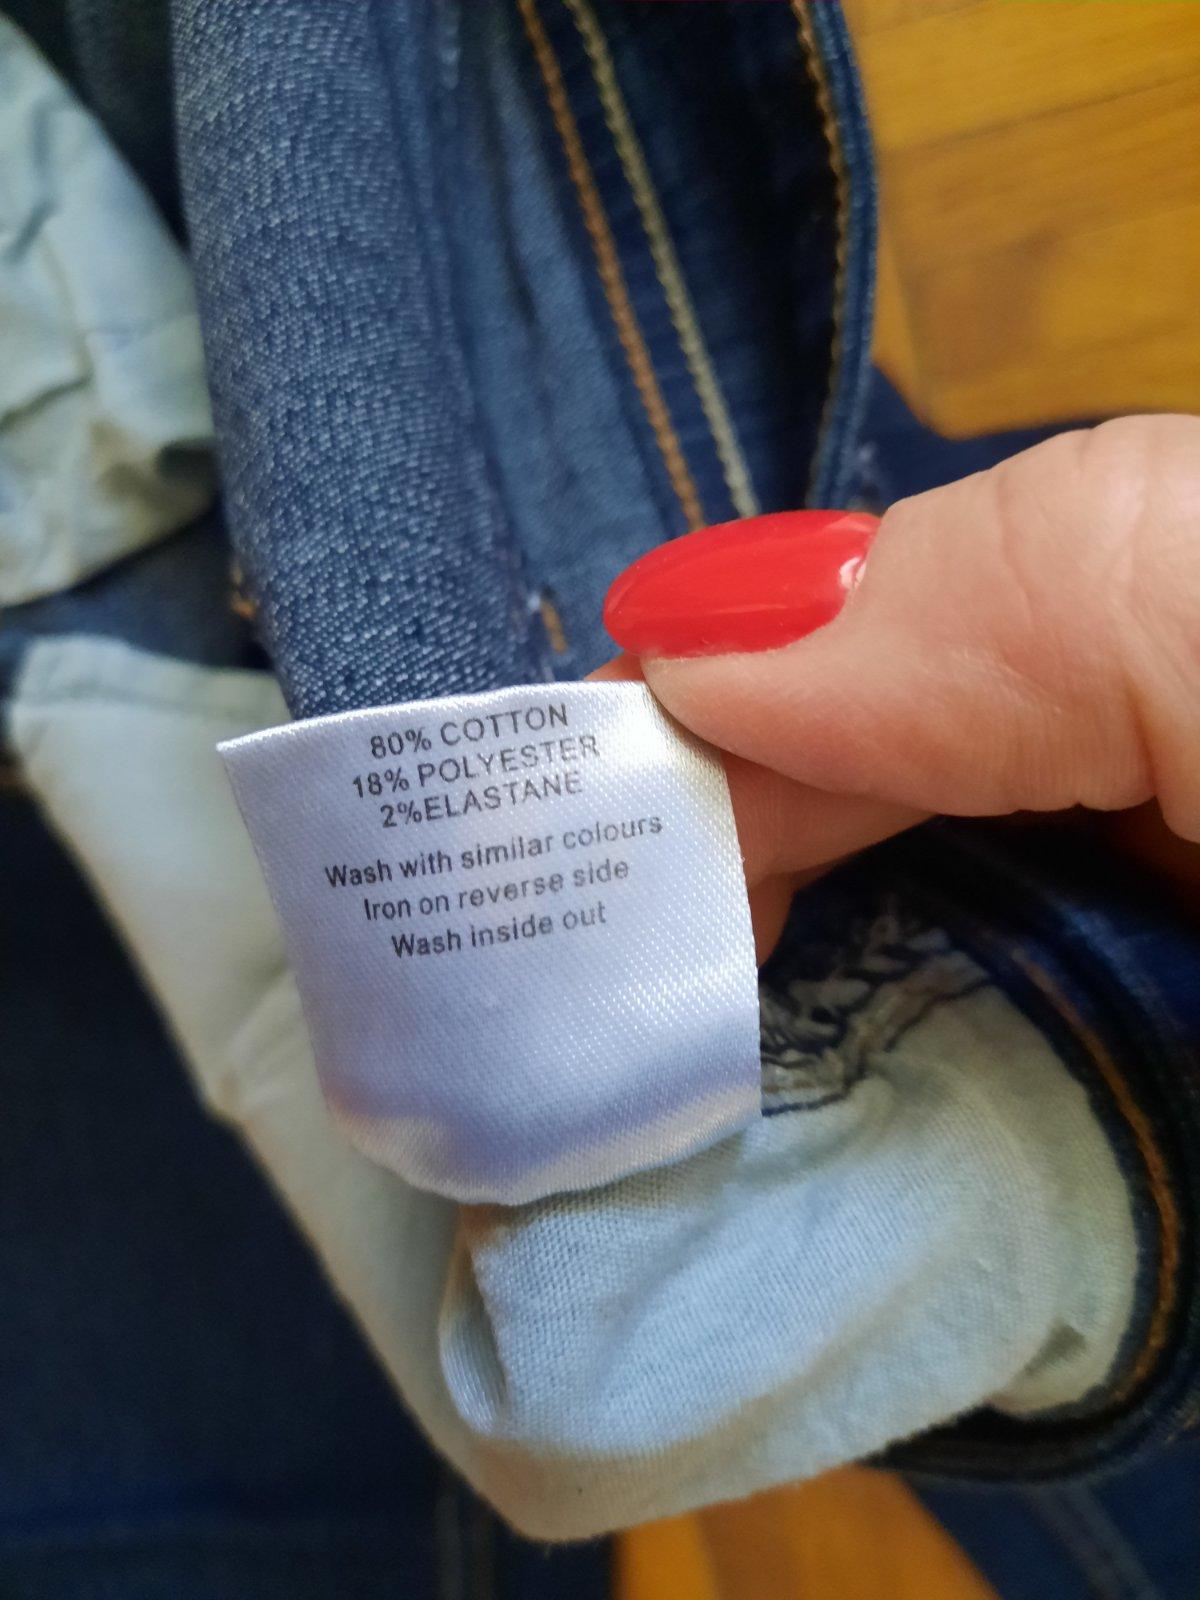 80% COTTON
18% POLYESTER
2%ELASTANE
Wash with similar colours
Iron on reverse side
Wash inside out